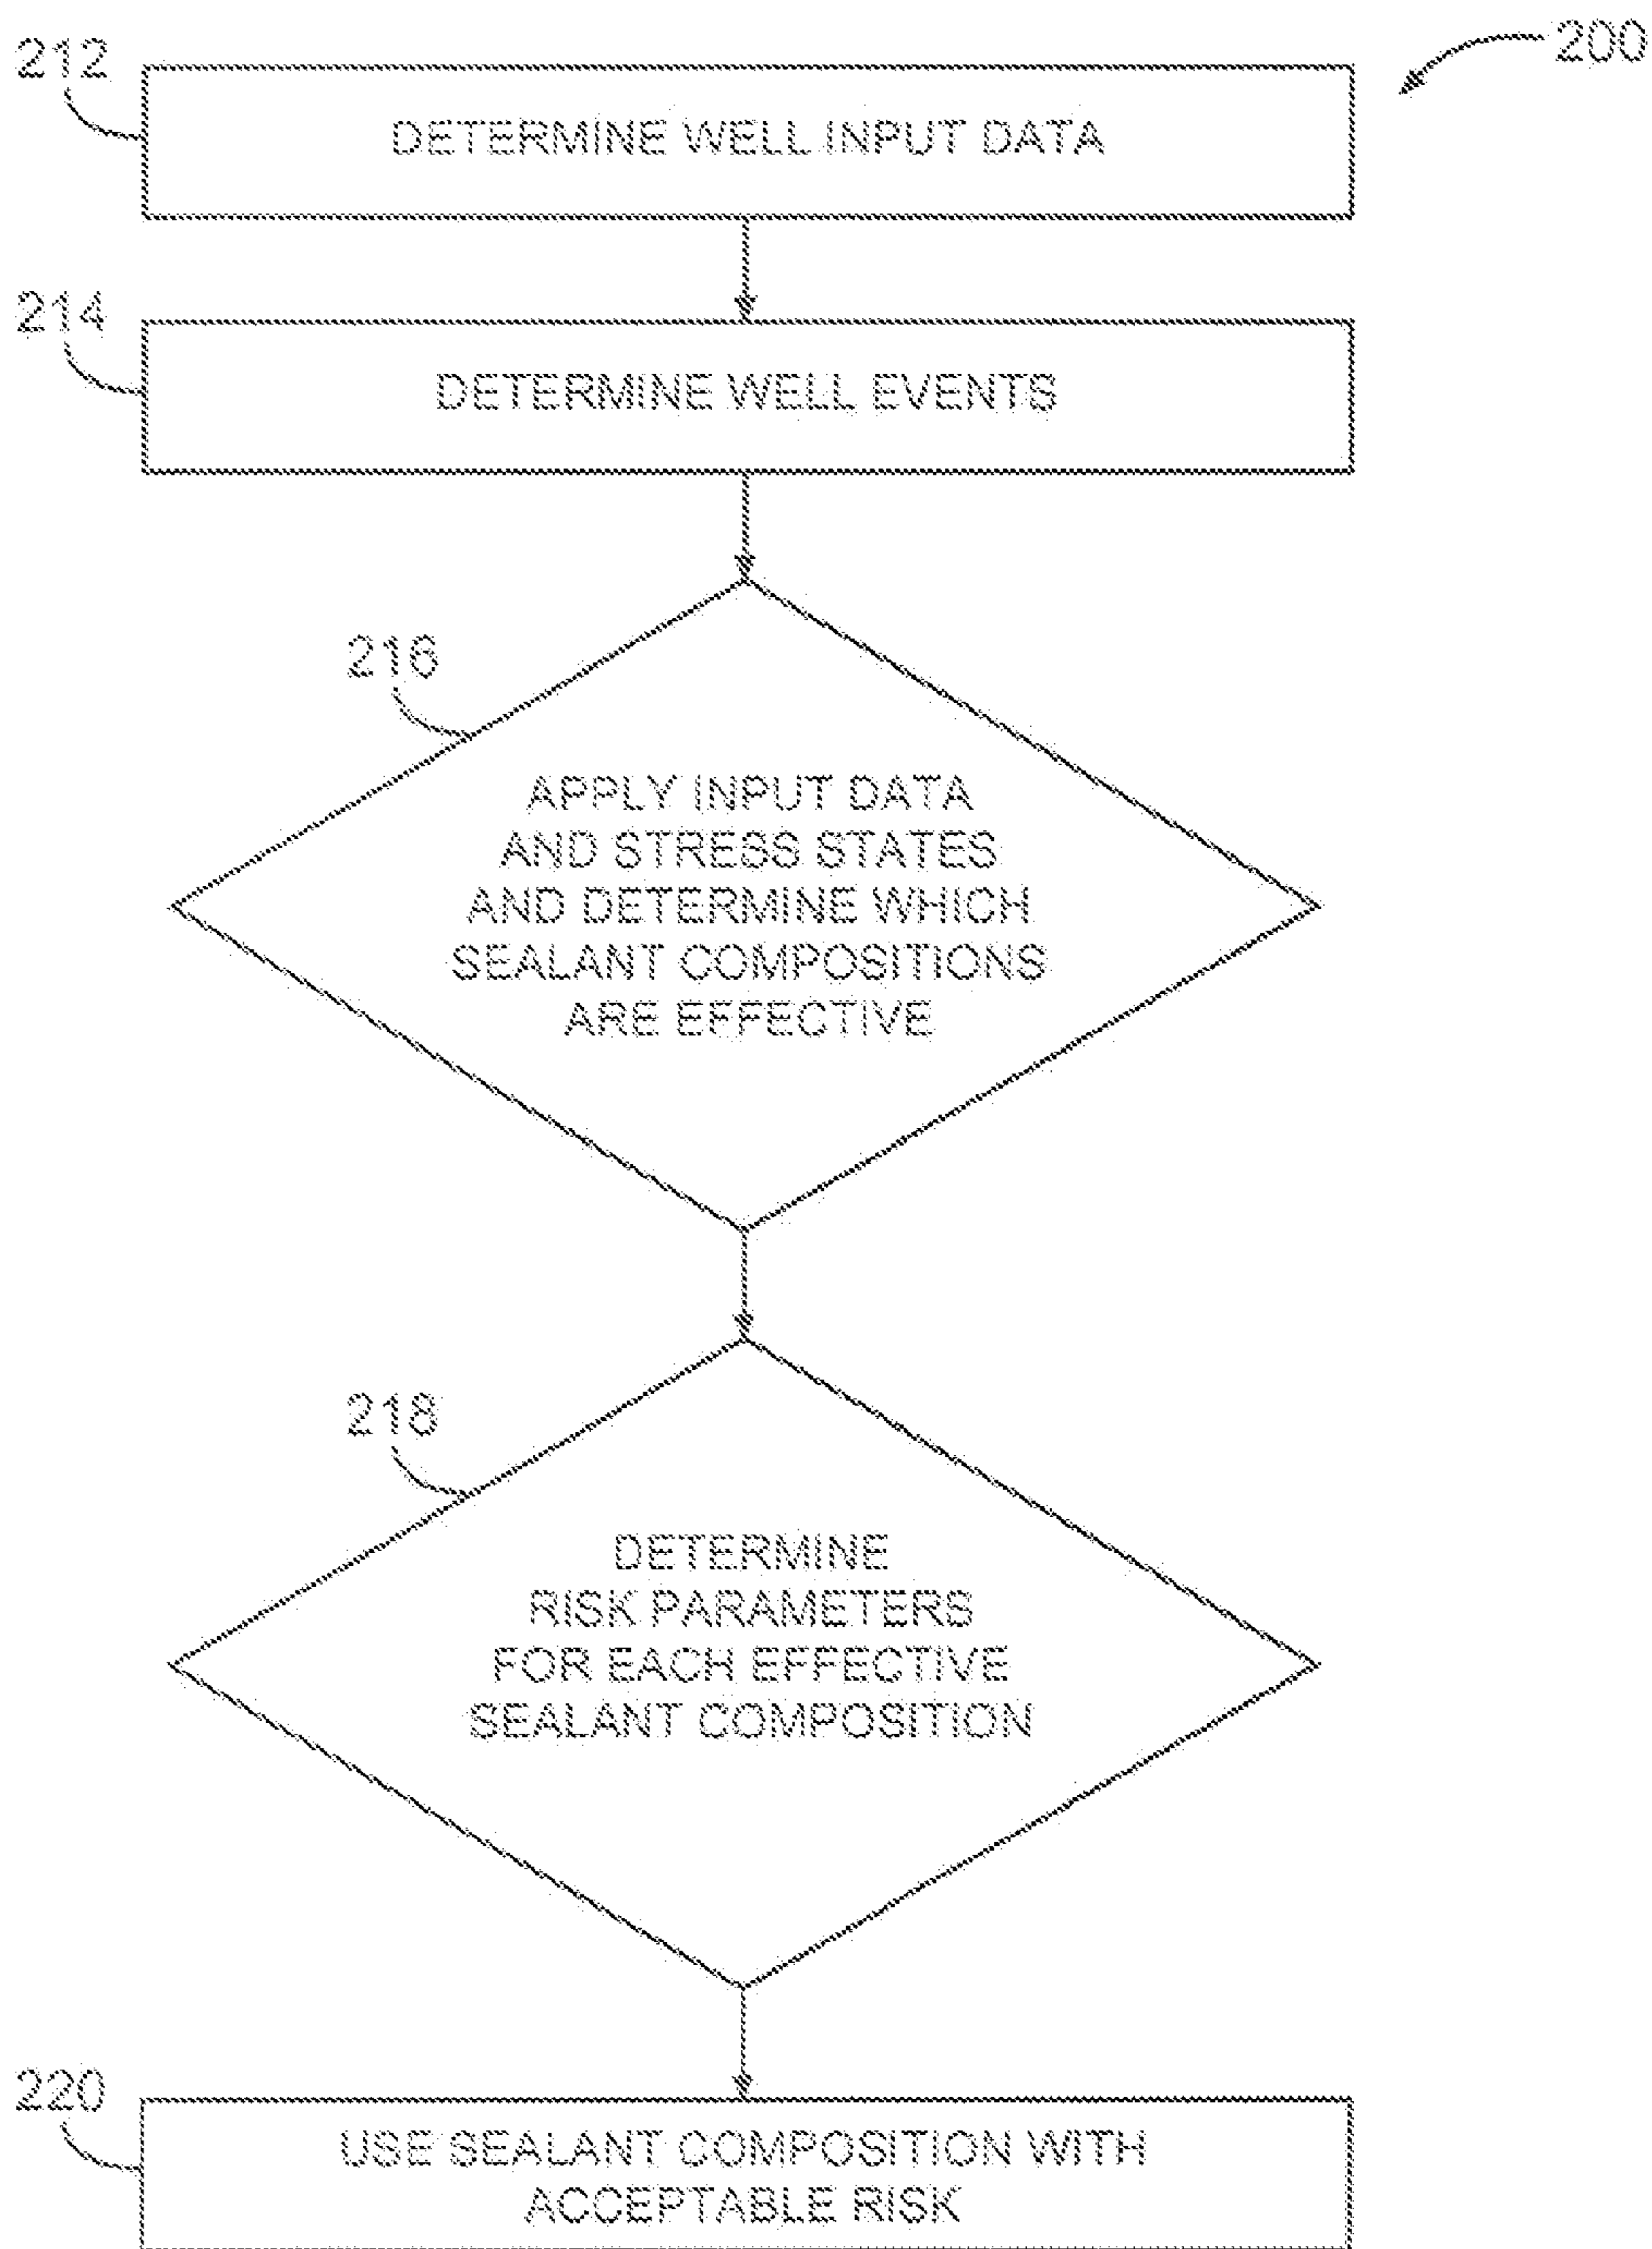 200
212
DETERMINE WELL INPUT DATA
214
DETERMINE WELL EVENTS
216
APPLY INPUT DATA
AND STRESS STATES
AND DETERMINE WHICH
SEALANT COMPOSITIONS
ARE EFFECTIVE
218
DETERMINE
RISK PARAMETERS
FOR EACH EFFECTIVE
SEALANT COMPOSITION
220
USE SEALANT COMPOSITION WITH
ACCEPTABLE RISK